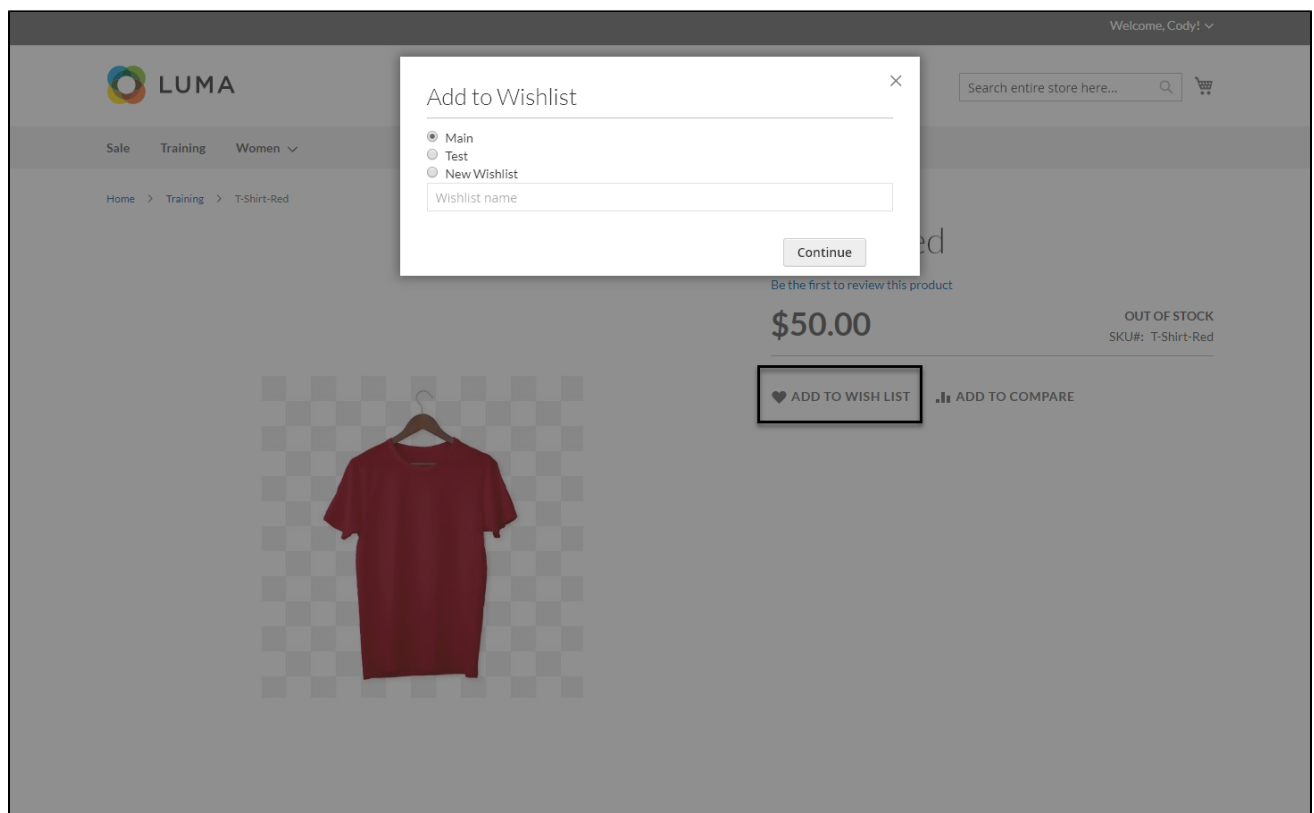 Welcome, Cody!
LUMA
Search entire store here...
Add to Wishlist
Main
Test
New Wishlist
Wishlist name
Continue
Sale Training Women
Home > Training > T-Shirt-Red
ed
Be the first to review this product
$50.00
OUT OF STOCK
SKU#: T-Shirt-Red
ADD TO WISH LIST
ADD TO COMPARE